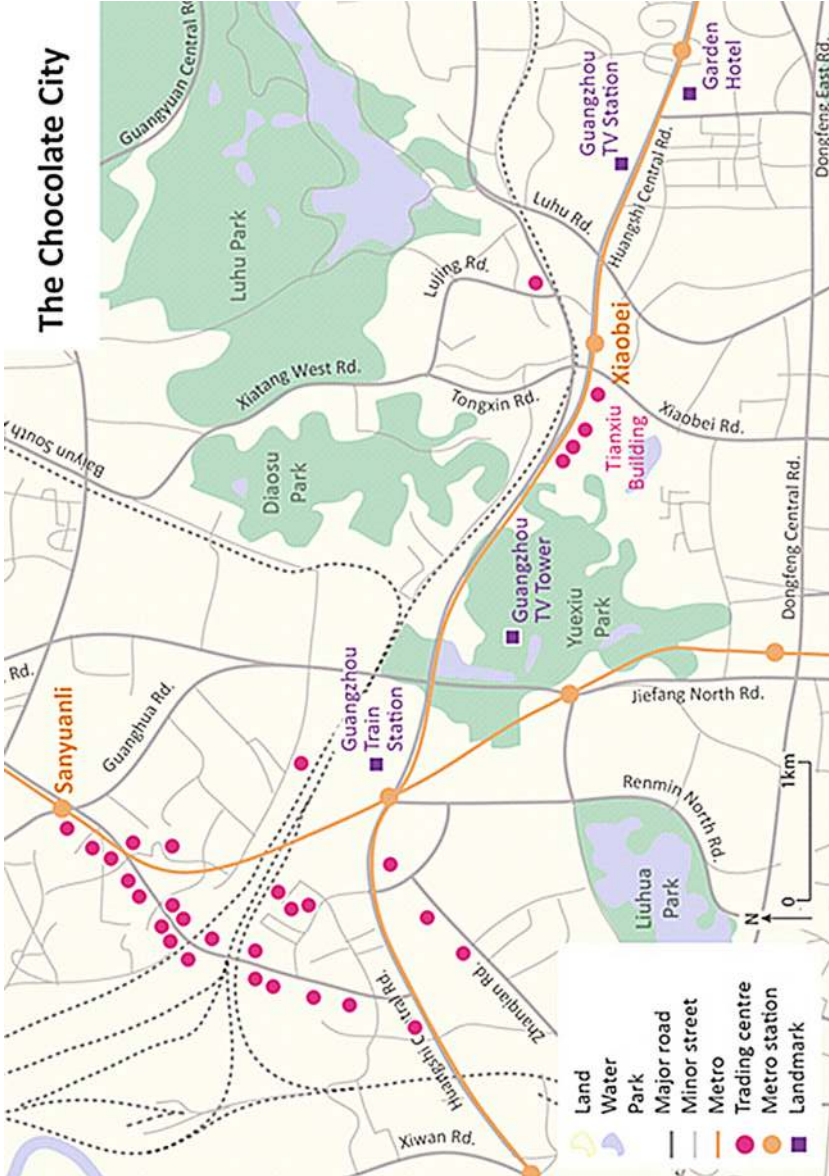 The Chocolate City
Guangyuan Central Rd
Luhu Park
Xiatang West Rd.
Baiyun South
Diaosu
Park
Rd.
Guanghua Rd.
Sanyuanli
Lujing Rd.
Tongxin Rd.
Luhu Rd.
Guangzhou
TV Station
Garden
Hotel
Huangshi Central Rd.
Dongfeng East Rd.
Xiaobei
Xiaobei Rd.
Tianxiu
Building
Guangzhou
TV Tower
Yuexiu
Park
Guangzhou
Train
Station
Jiefang North Rd.
Dongfeng Central Rd.
Renmin North Rd.
Liuhua
Park
Zhanqian Rd.
Huangshi Central Rd.
Xiwan Rd.
N
0 1km
Land
Water
Park
Major road
Minor street
Metro
Trading centre
Metro station
Landmark